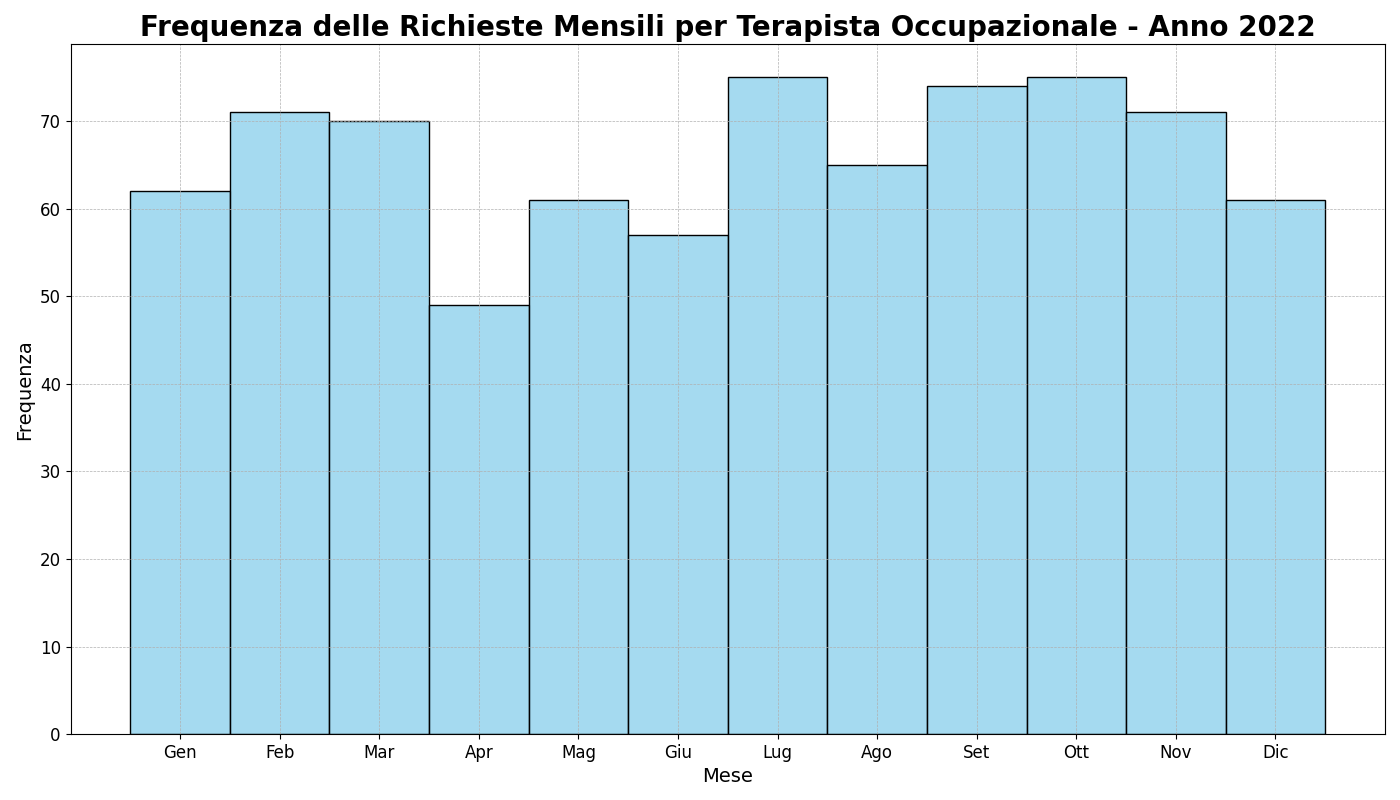 Frequenza delle Richieste Mensili per Terapista Occupazionale - Anno 2022
Frequenza
70
60
50
40
30
20
10
0
Gen Feb Mar Apr Mag Giu Lug Ago Set Ott Nov Dic
Mese